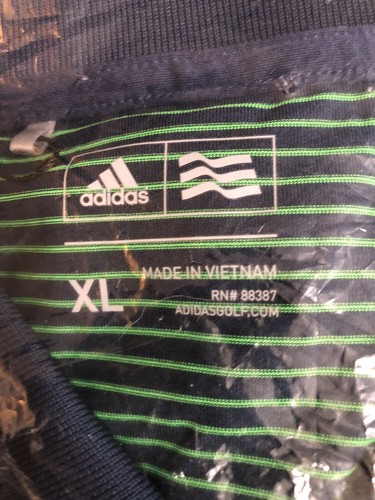 adidas
MADE IN VIETNAM
XL
RN# 88387
ADIDASGOLF.COM